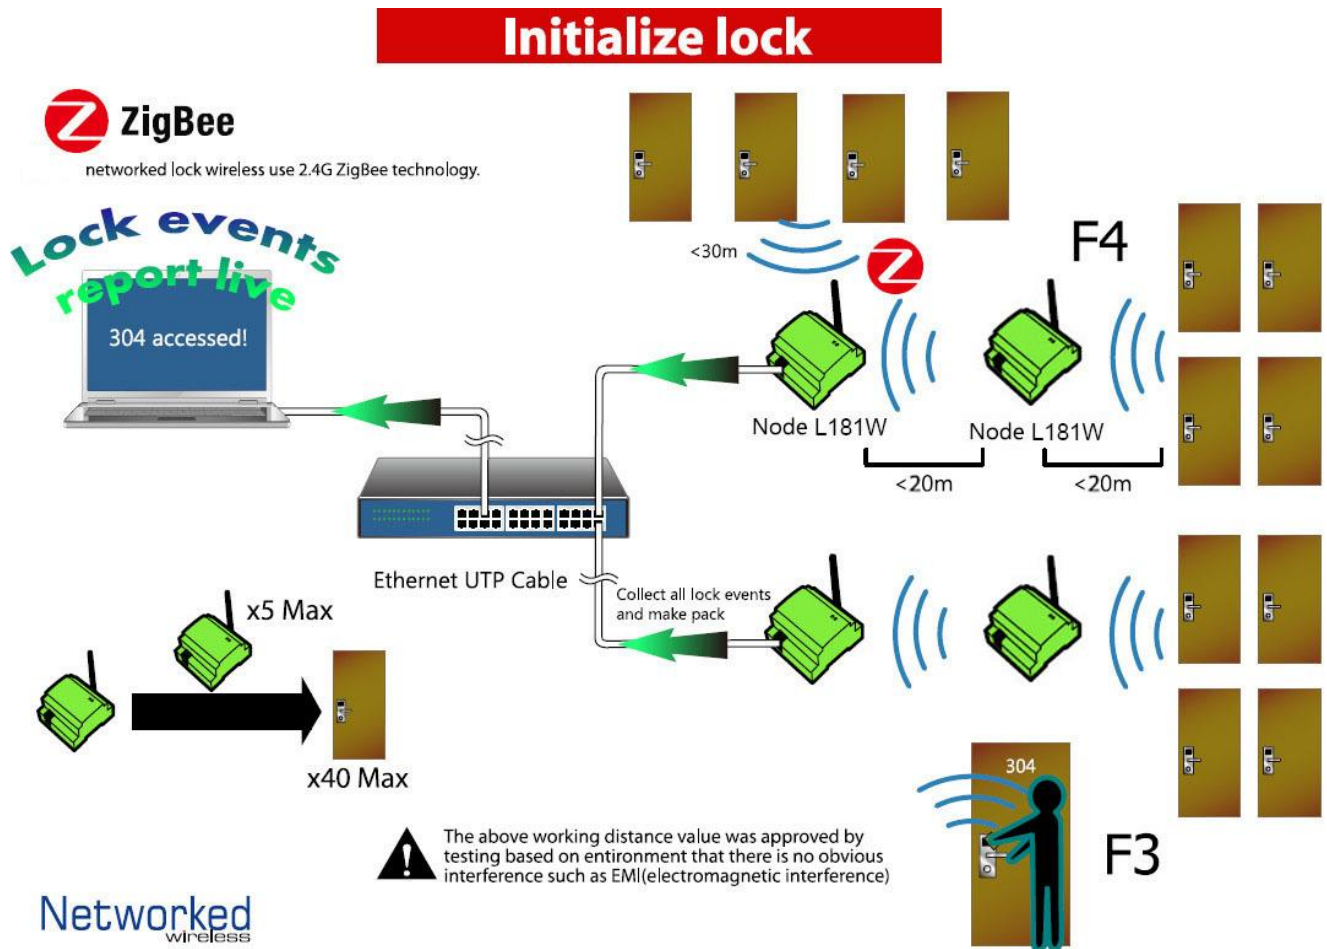 Initialize lock
ZigBee
networked lock wireless use 2.4G ZigBee technology.
Lock events
report live
304 accessed!
<30m
F4
Node L181W
Node L181W
<20m
<20m
Ethernet UTP Cable
Collect all lock events
and make pack
x5 Max
x40 Max
304
F3
The above working distance value was approved by
testing based on entironment that there is no obvious
interference such as EMI(electromagnetic interference)
Networked
wireless